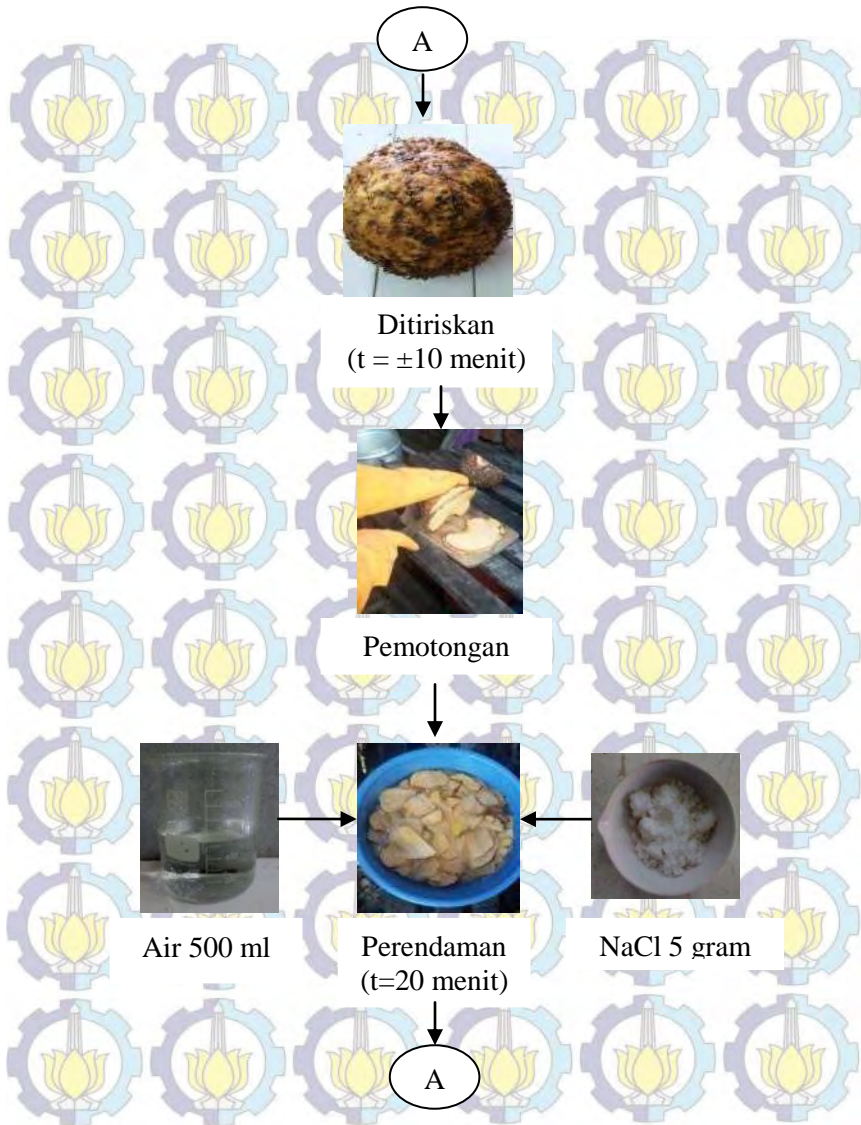 A
Ditiriskan
(t = ±10 menit)
Pemotongan
Air 500 ml
Perendaman
(t=20 menit)
NaCl 5 gram
A